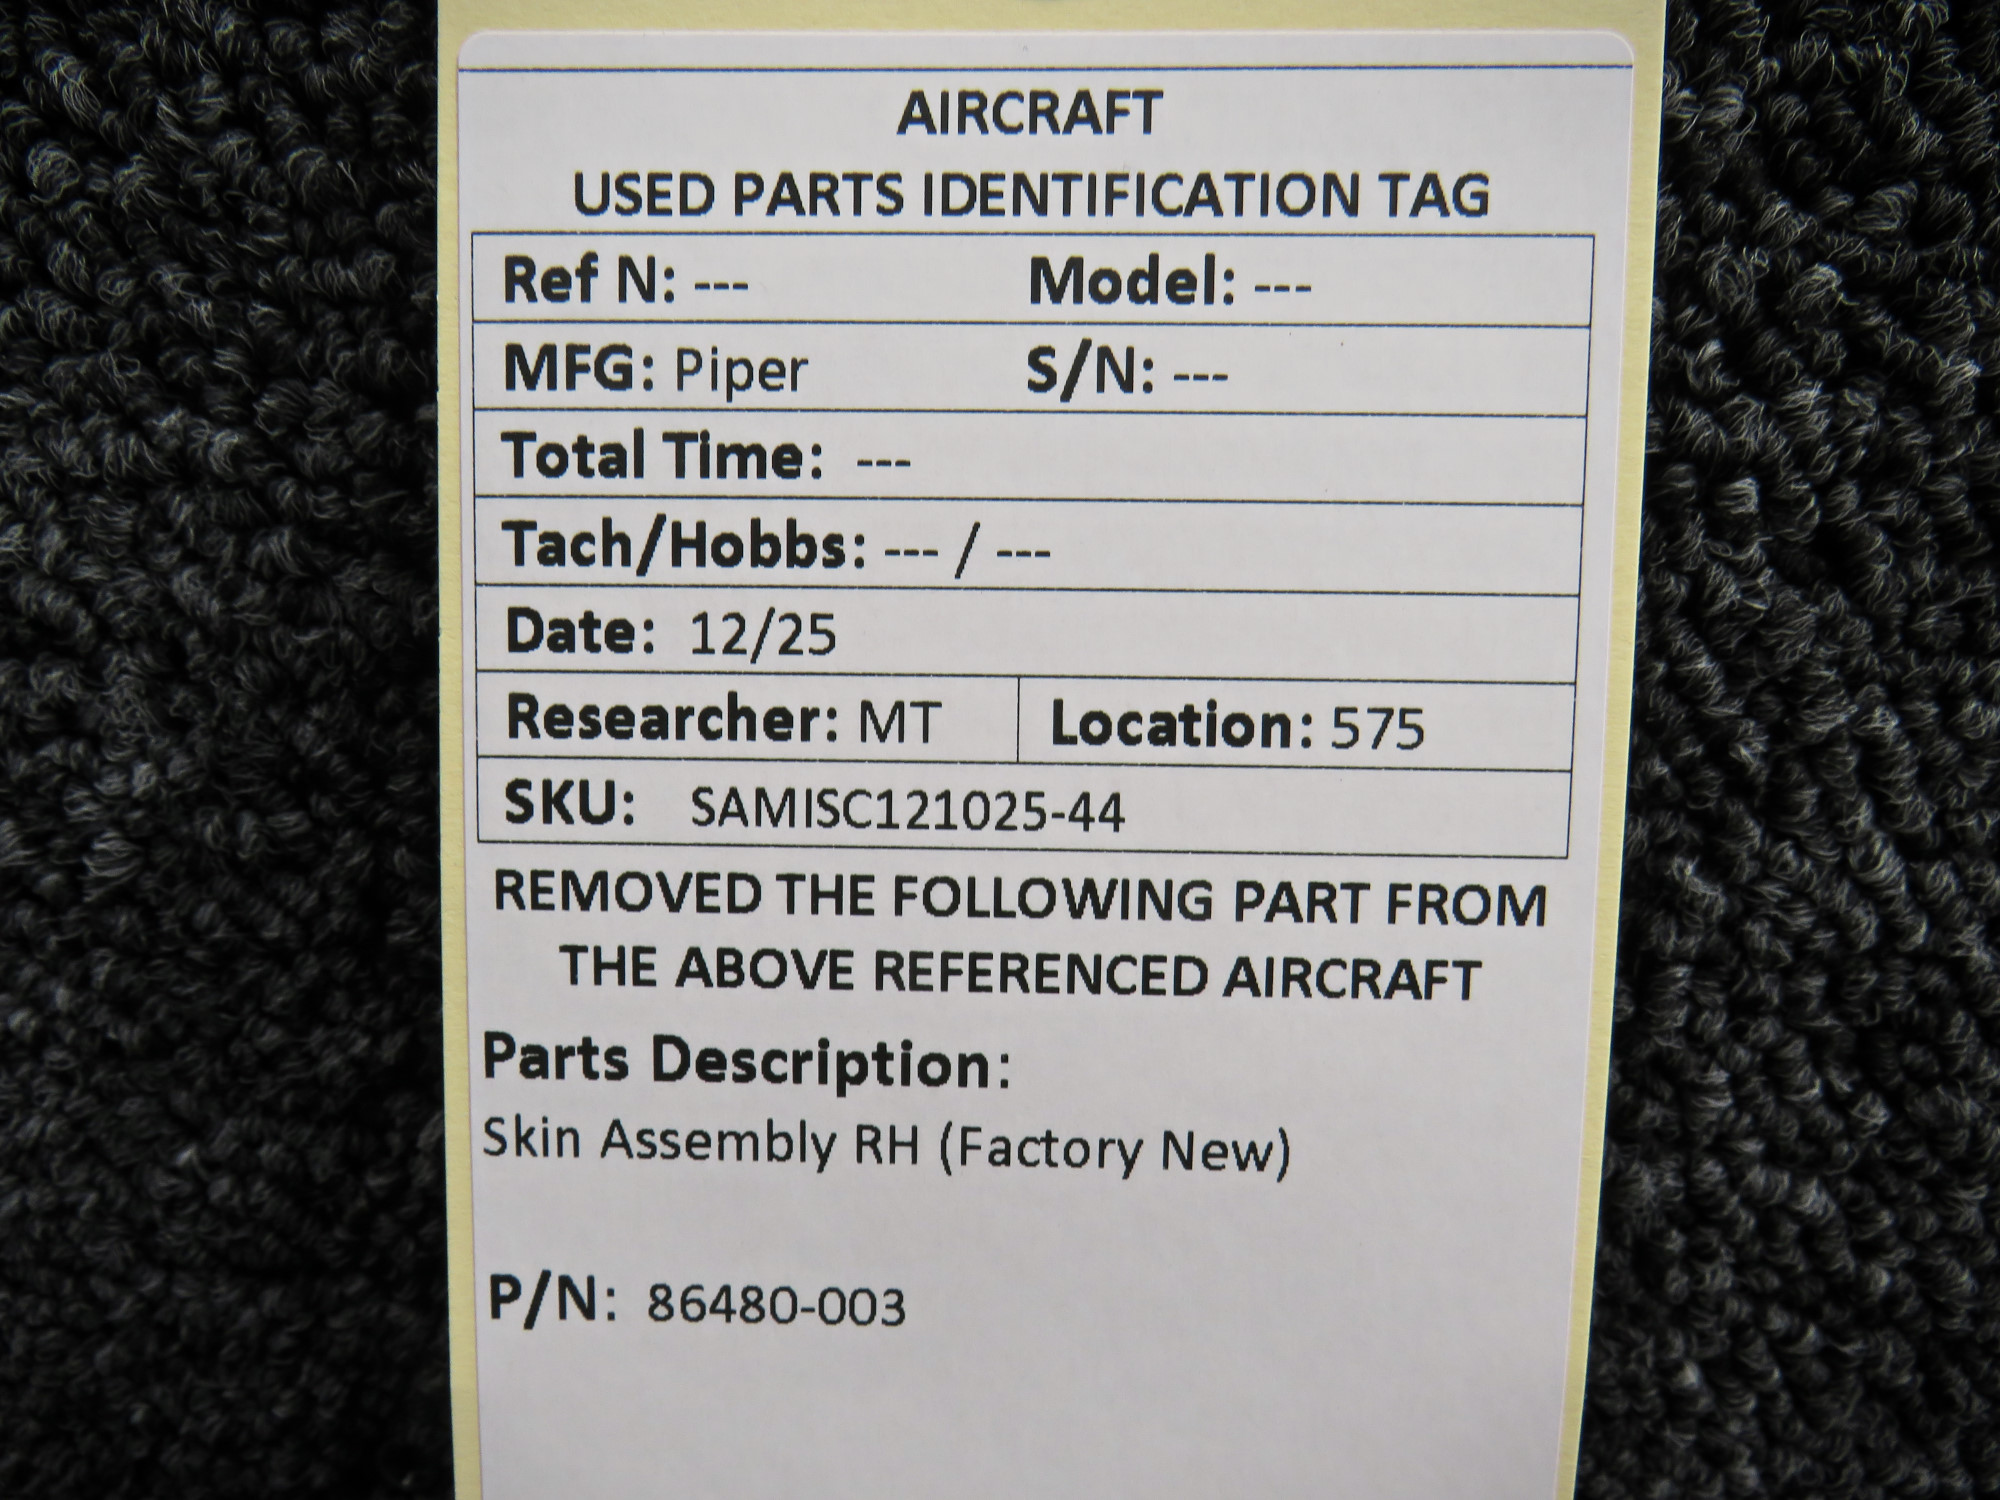 AIRCRAFT
USED PARTS IDENTIFICATION TAG
Ref N: --- Model: ---
MFG: Piper S/N: ---
Total Time: ---
Tach/Hobbs: --- / ---
Date: 12/25
Researcher: MT Location: 575
SKU: SAMISC121025-44
REMOVED THE FOLLOWING PART FROM
THE ABOVE REFERENCED AIRCRAFT
Parts Description:
Skin Assembly RH (Factory New)
P/N: 86480-003